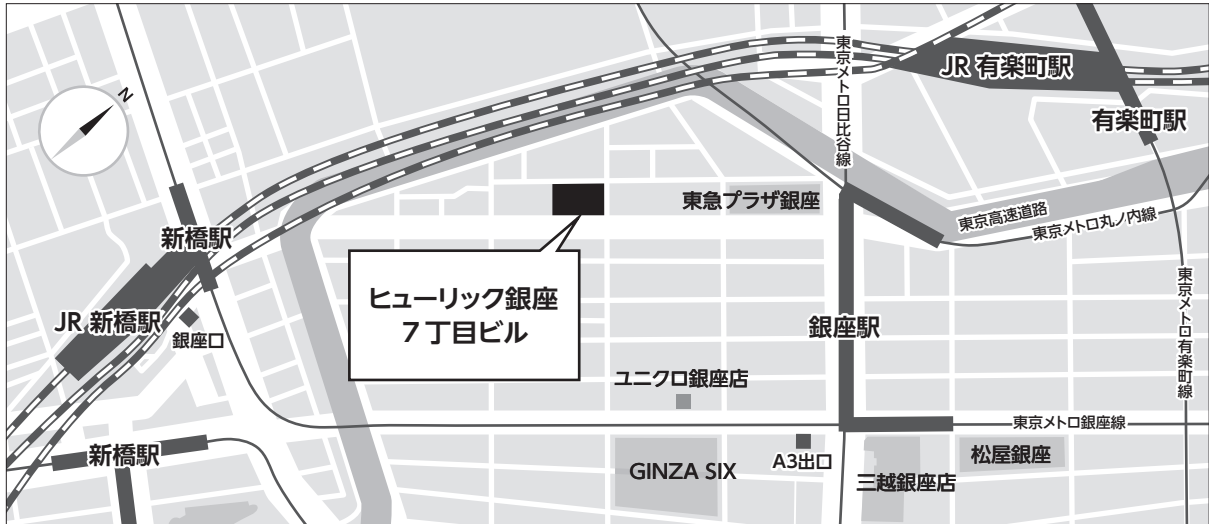 N
東京メトロ日比谷線
JR 有楽町駅
有楽町駅
東急プラザ銀座
東京高速道路
東京メトロ丸ノ内線
新橋駅
ヒューリック銀座
7丁目ビル
JR 新橋駅
銀座口
銀座駅
東京メトロ有楽町線
ユニクロ銀座店
東京メトロ銀座線
新橋駅
GINZA SIX
A3出口
三越銀座店
松屋銀座